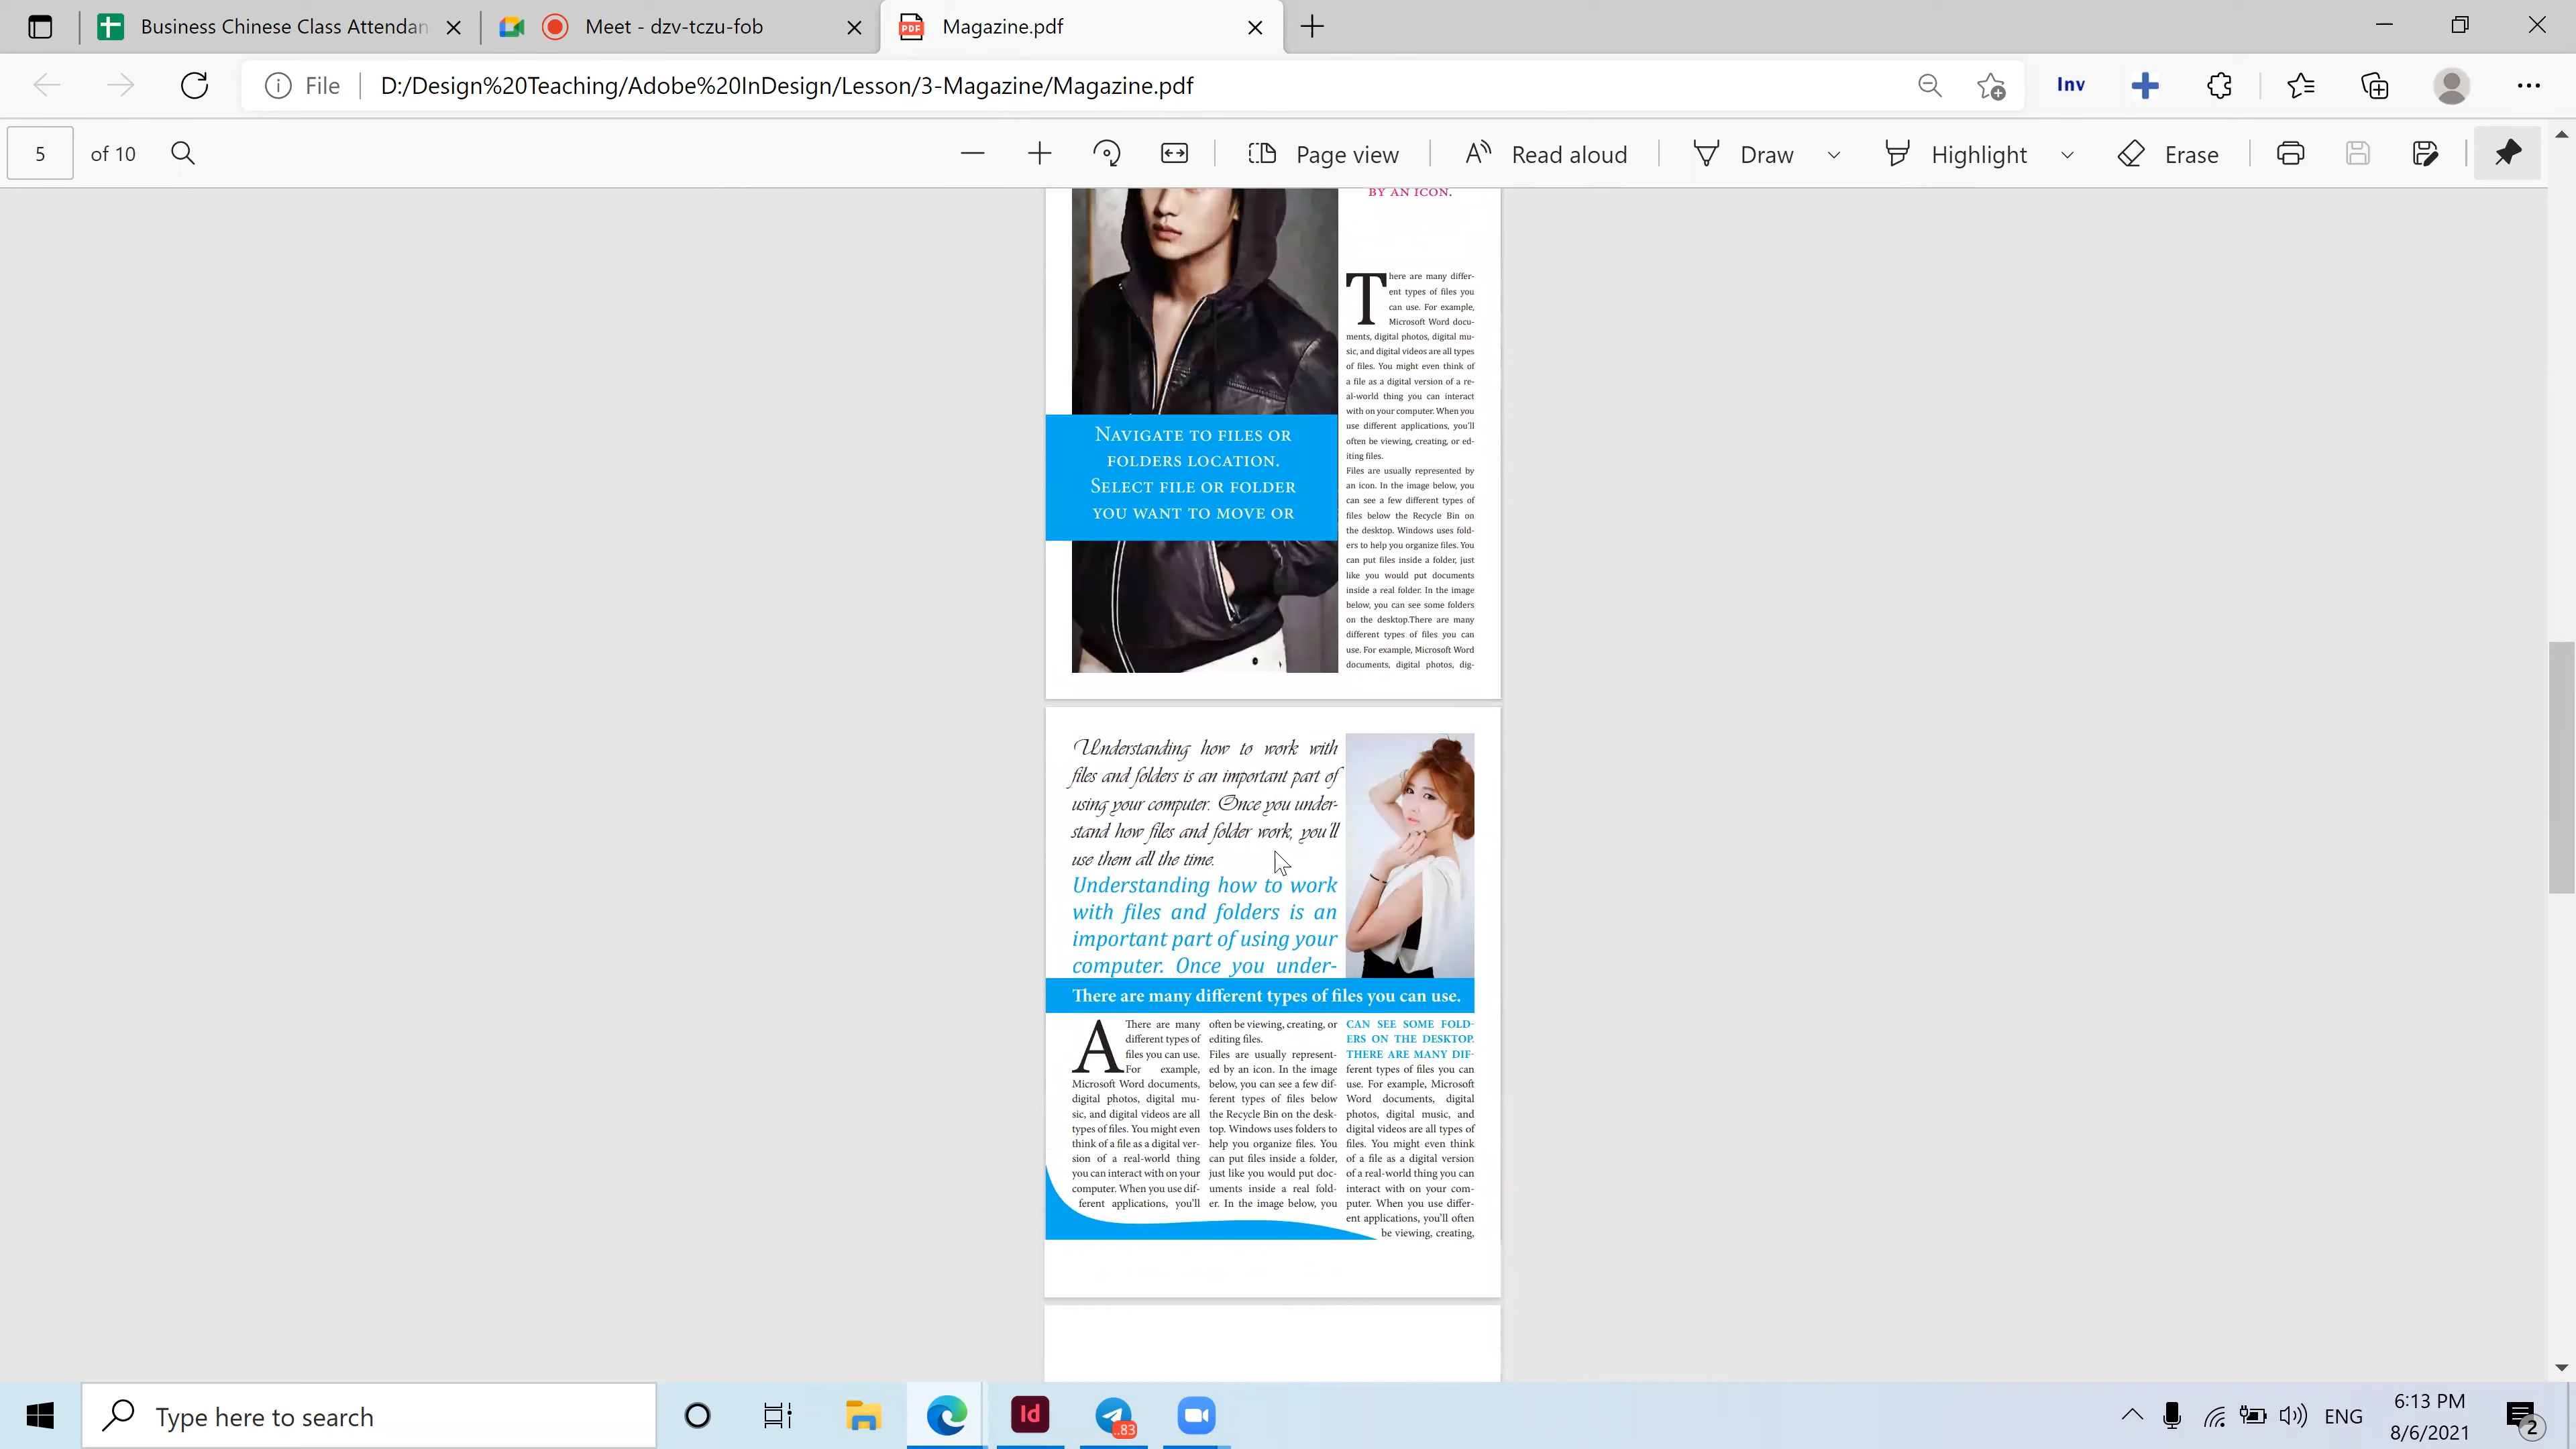 Business Chinese Class Attendan
Meet - dzv-tczu-fob
Magazine.pdf
File
D:/Design%20Teaching/Adobe%20InDesign/Lesson/3-Magazine/Magazine.pdf
Inv
5
of 10
Page view
Read aloud
Draw
Highlight
Erase
BY AN ICON.
There are many differ-
ent types of files you
can use. For example,
Microsoft Word docu-
ments, digital photos, digital mu-
sic, and digital videos are all types
of files. You might even think of
a file as a digital version of a re-
al-world thing you can interact
with on your computer. When you
use different applications, you'll
often be viewing, creating, or ed-
iting files.
Files are usually represented by
an icon. In the image below, you
can see a few different types of
files below the Recycle Bin on
the desktop. Windows uses fold-
ers to help you organize files. You
can put files inside a folder, just
like you would put documents
inside a real folder. In the image
below, you can see some folders
on the desktop.There are many
different types of files you can
use. For example, Microsoft Word
documents, digital photos, dig-
NAVIGATE TO FILES OR
FOLDERS LOCATION.
SELECT FILE OR FOLDER
YOU WANT TO MOVE OR
Understanding how to work with
files and folders is an important part of
using your computer. Once you under-
stand how files and folder work, you'll
use them all the time.
Understanding how to work
with files and folders is an
important part of using your
computer. Once you under-
There are many different types of files you can use.
A There are many
different types of
files you can use.
For example,
Microsoft Word documents,
digital photos, digital mu-
sic, and digital videos are all
types of files. You might even
think of a file as a digital ver-
sion of a real-world thing
you can interact with on your
computer. When you use dif-
ferent applications, you'll
often be viewing, creating, or
editing files.
Files are usually represent-
ed by an icon. In the image
below, you can see a few dif-
ferent types of files below
the Recycle Bin on the desk-
top. Windows uses folders to
help you organize files. You
can put files inside a folder,
just like you would put doc-
uments inside a real fold-
er. In the image below, you
CAN SEE SOME FOLD-
ERS ON THE DESKTOP.
THERE ARE MANY DIF-
ferent types of files you can
use. For example, Microsoft
Word documents, digital
photos, digital music, and
digital videos are all types of
files. You might even think
of a file as a digital version
of a real-world thing you can
interact with on your com-
puter. When you use differ-
ent applications, you'll often
be viewing, creating,
Type here to search
Id
..83
ENG
6:13 PM
8/6/2021
2